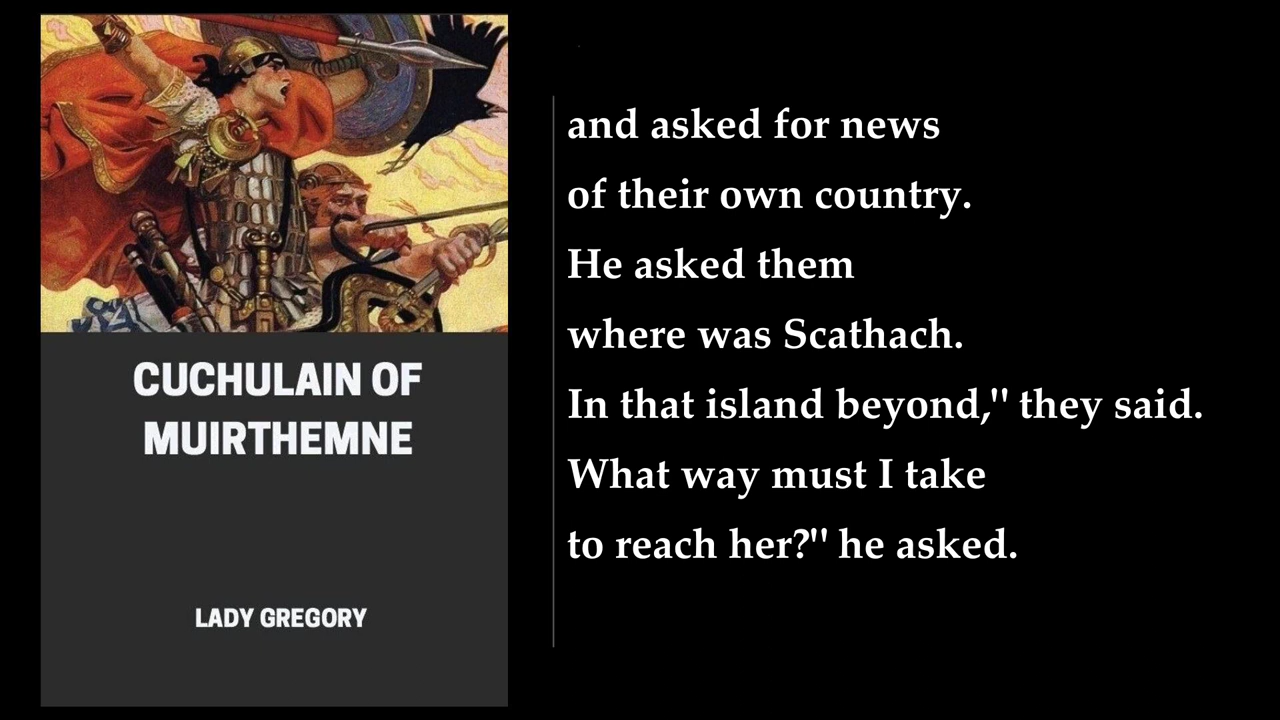 CUCHULAIN OF
MUIRTHEMNE
LADY GREGORY
and asked for news
of their own country.
He asked them
where was Scathach.
In that island beyond," they said.
What way must I take
to reach her?" he asked.